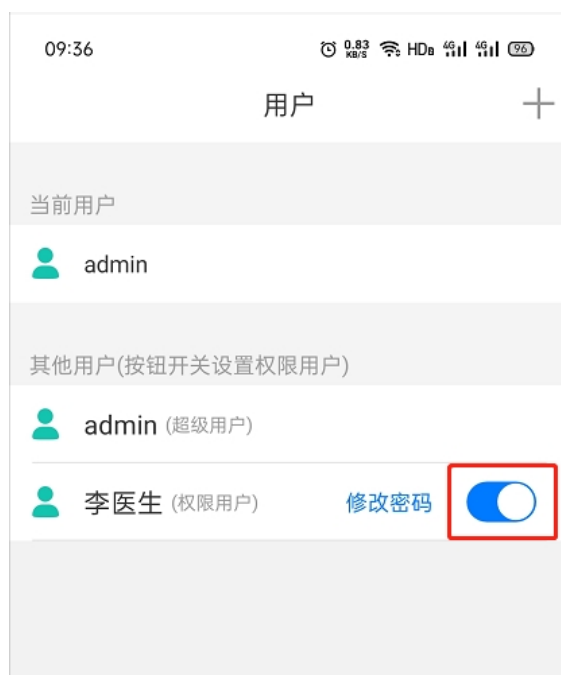 09:36 0.83 KB/S HD 4G 4G 96
用户
当前用户
admin
其他用户(按钮开关设置权限用户)
admin (超级用户)
李医生 (权限用户) 修改密码